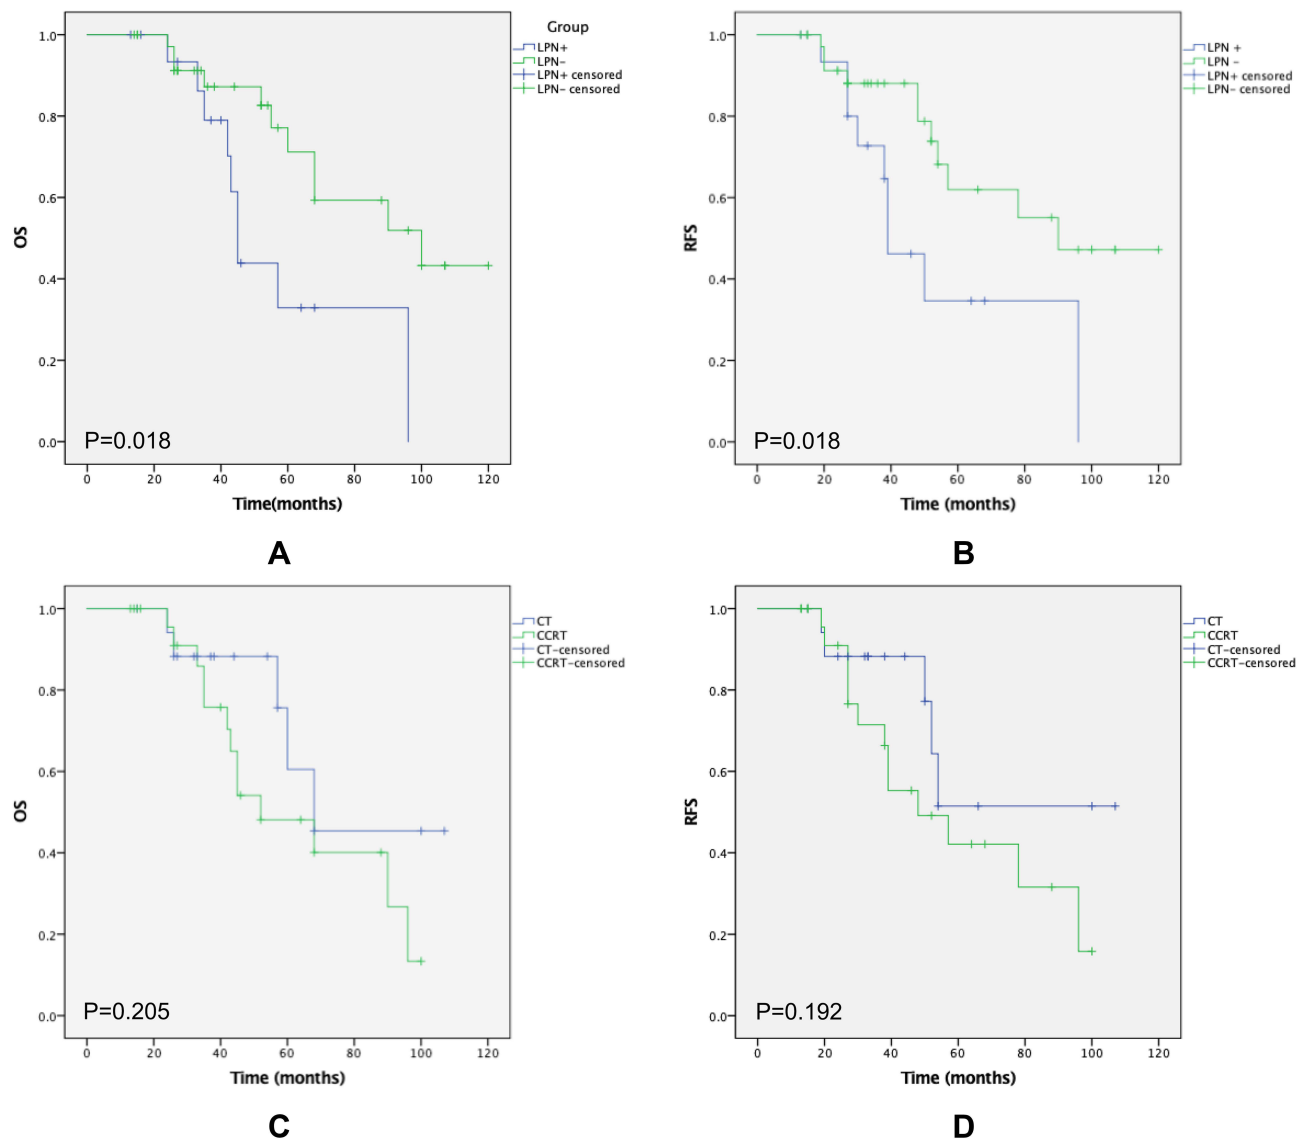 Group
LPN+
LPN-
LPN+ censored
LPN- censored
1.0
0.8
0.6
0.4
0.2
0.0
OS
P=0.018
0 20 40 60 80 100 120
Time(months)
A
LPN +
LPN -
LPN+ censored
LPN- censored
1.0
0.8
0.6
0.4
0.2
0.0
RFS
P=0.018
0 20 40 60 80 100 120
Time (months)
B
CT
CCRT
CT-censored
CCRT-censored
1.0
0.8
0.6
0.4
0.2
0.0
OS
P=0.205
0 20 40 60 80 100 120
Time (months)
C
CT
CCRT
CT-censored
CCRT-censored
1.0
0.8
0.6
0.4
0.2
0.0
RFS
P=0.192
0 20 40 60 80 100 120
Time (months)
D